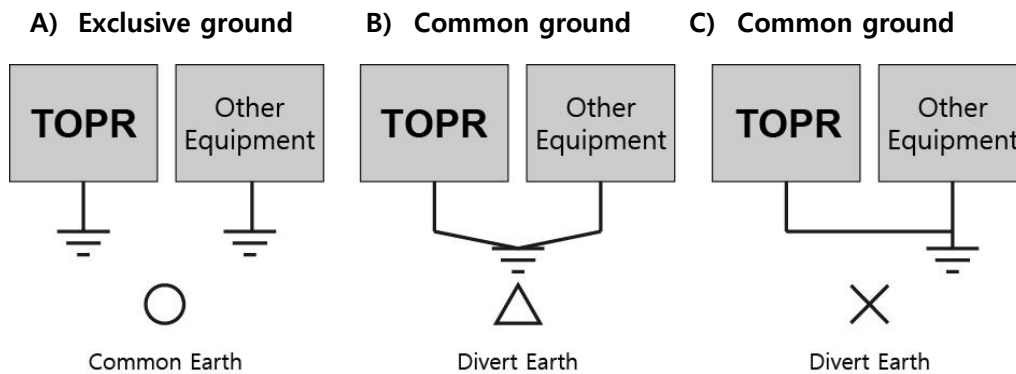 A) Exclusive ground B) Common ground C) Common ground
TOPR Other Equipment TOPR Other Equipment TOPR Other Equipment
Common Earth Divert Earth Divert Earth